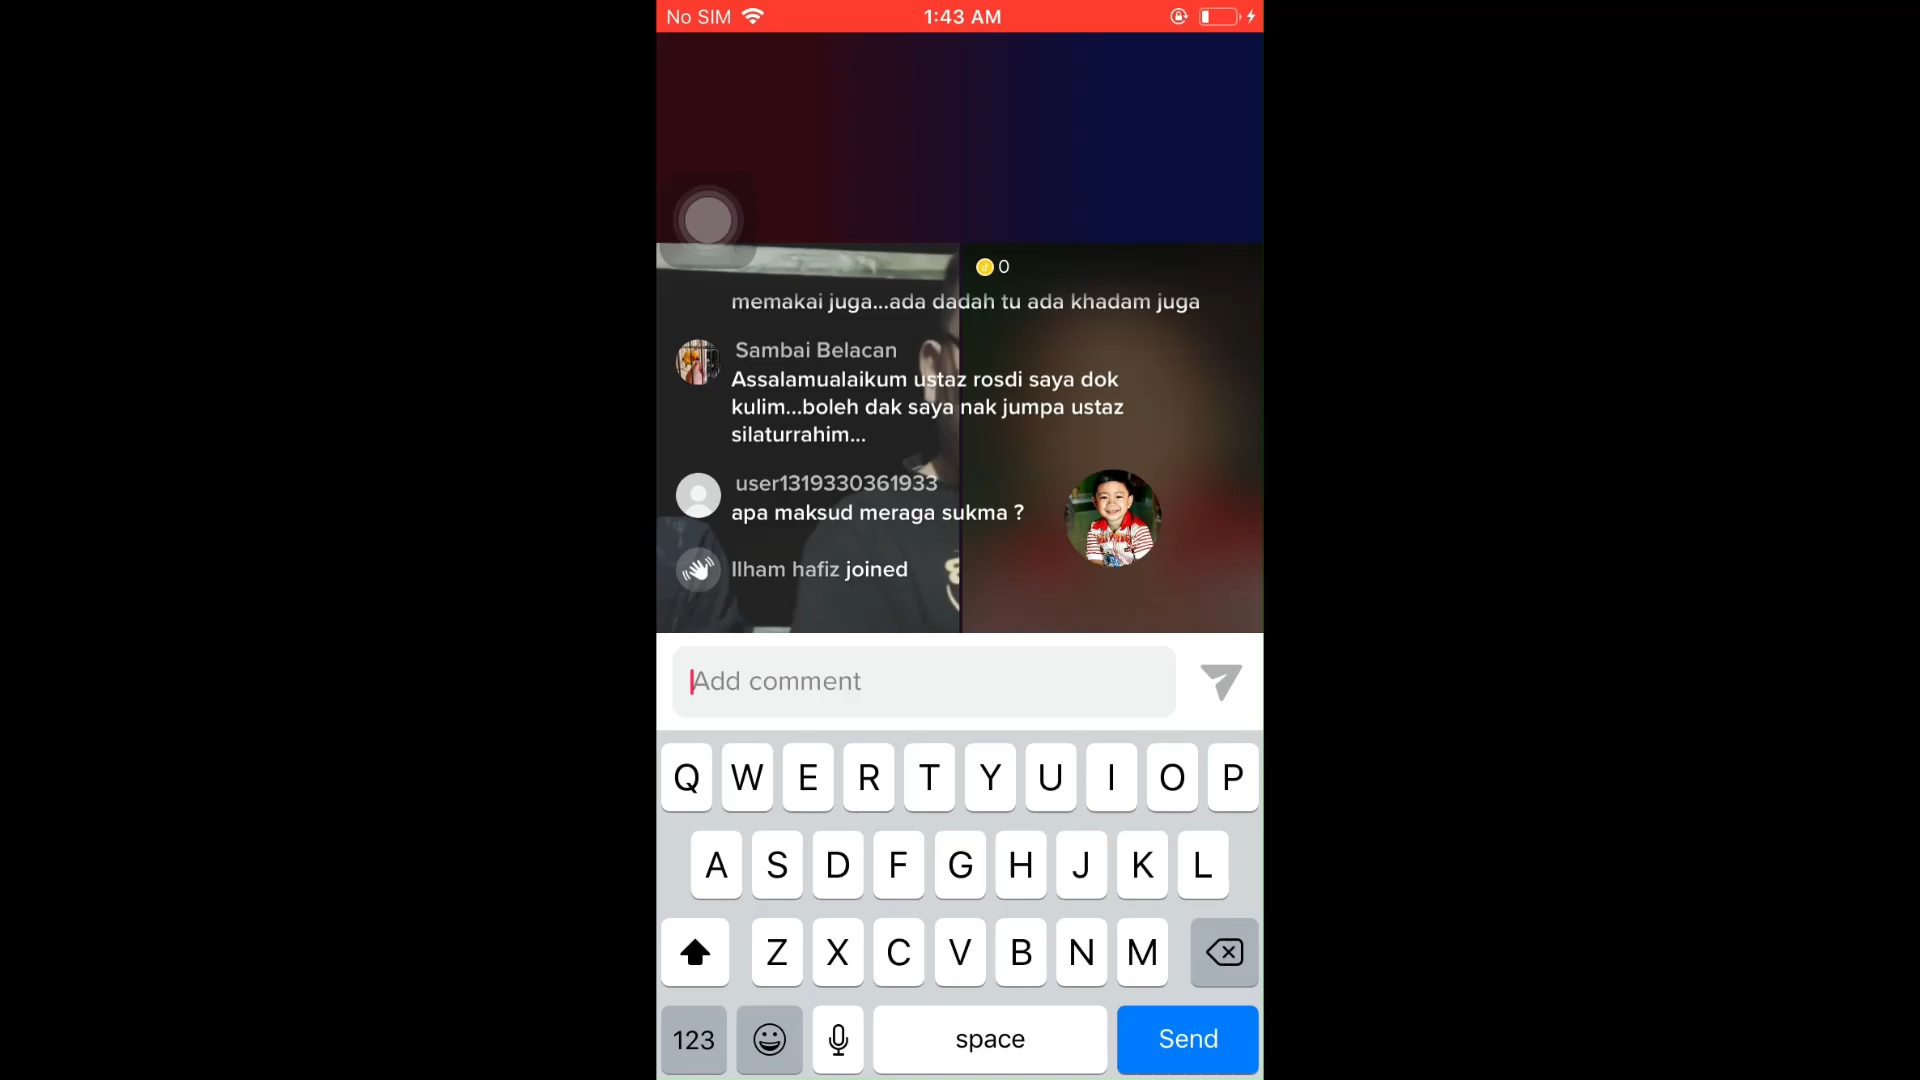 No SIM 1:43 AM
0
memakai juga...ada dadah tu ada khadam juga
Sambai Belacan
Assalamualaikum ustaz rosdi saya dok
kulim...boleh dak saya nak jumpa ustaz
silaturrahim...
user1319330361933
apa maksud meraga sukma ?
Ilham hafiz joined
Add comment
Q W E R T Y U I O P
A S D F G H J K L
Z X C V B N M
123 space Send